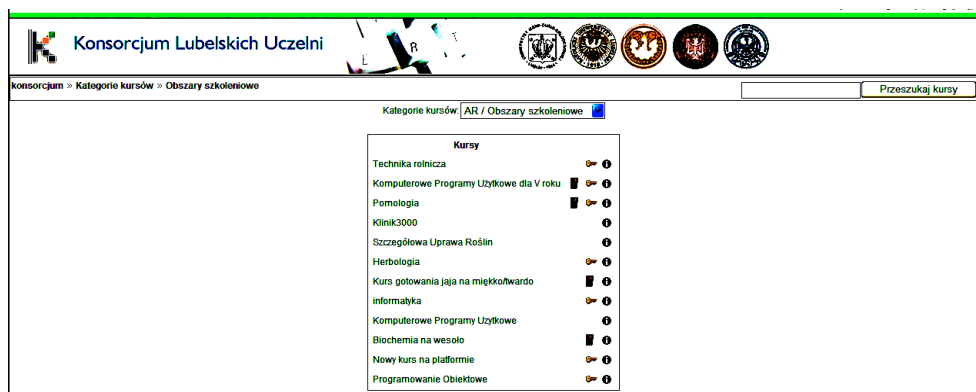 Konsorcjum Lubelskich Uczelni
E R T
konsorcjum » Kategorie kursów » Obszary szkoleniowe
Przeszukaj kursy
Kategorie kursów: AR / Obszary szkoleniowe
Kursy
Technika rolnicza
Komputerowe Programy Użytkowe dla V roku
Pomologia
Klinik3000
Szczegółowa Uprawa Roślin
Herbologia
Kurs gotowania jaja na miękko/twardo
informatyka
Komputerowe Programy Użytkowe
Biochemia na wesoło
Nowy kurs na platformie
Programowanie Obiektowe